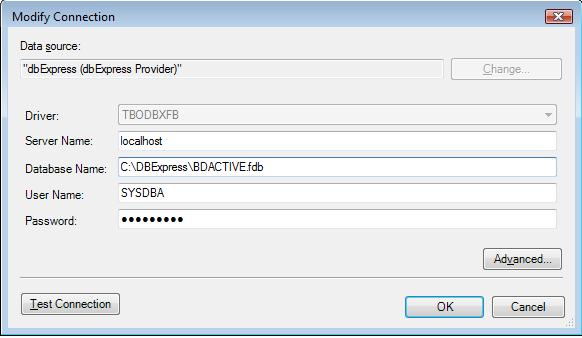 Modify Connection
Data source:
"dbExpress (dbExpress Provider)"
Change...
Driver:
TBODBXFB
Server Name:
localhost
Database Name:
C:\DBExpress\BDACTIVE.fdb
User Name:
SYSDBA
Password:
●●●●●●●●●
Advanced...
Test Connection
OK
Cancel